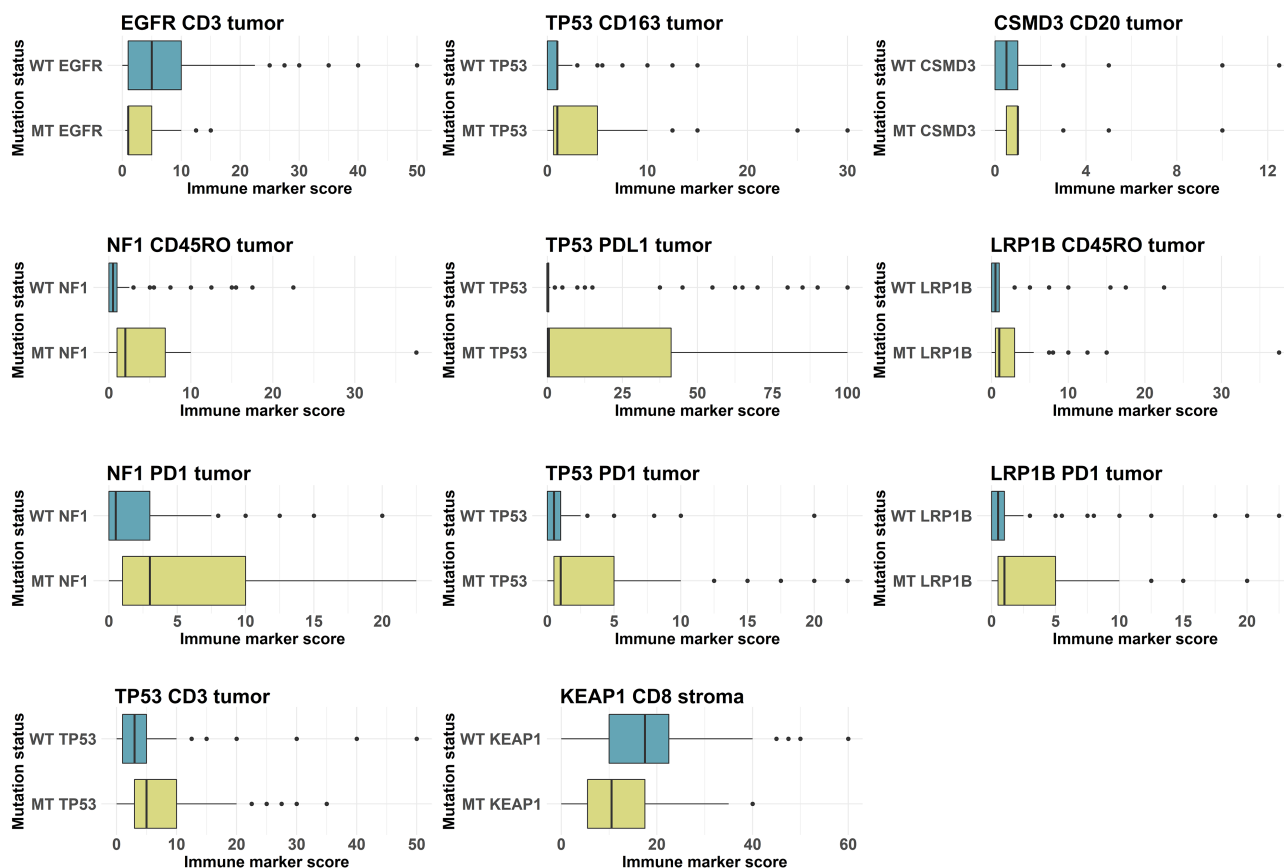 EGFR CD3 tumor
Mutation status
WT EGFR
MT EGFR
0 10 20 30 40 50
Immune marker score
TP53 CD163 tumor
Mutation status
WT TP53
MT TP53
0 10 20 30
Immune marker score
CSMD3 CD20 tumor
Mutation status
WT CSMD3
MT CSMD3
0 4 8 12
Immune marker score
NF1 CD45RO tumor
Mutation status
WT NF1
MT NF1
0 10 20 30
Immune marker score
TP53 PDL1 tumor
Mutation status
WT TP53
MT TP53
0 25 50 75 100
Immune marker score
LRP1B CD45RO tumor
Mutation status
WT LRP1B
MT LRP1B
0 10 20 30
Immune marker score
NF1 PD1 tumor
Mutation status
WT NF1
MT NF1
0 5 10 15 20
Immune marker score
TP53 PD1 tumor
Mutation status
WT TP53
MT TP53
0 5 10 15 20
Immune marker score
LRP1B PD1 tumor
Mutation status
WT LRP1B
MT LRP1B
0 5 10 15 20
Immune marker score
TP53 CD3 tumor
Mutation status
WT TP53
MT TP53
0 10 20 30 40 50
Immune marker score
KEAP1 CD8 stroma
Mutation status
WT KEAP1
MT KEAP1
0 20 40 60
Immune marker score